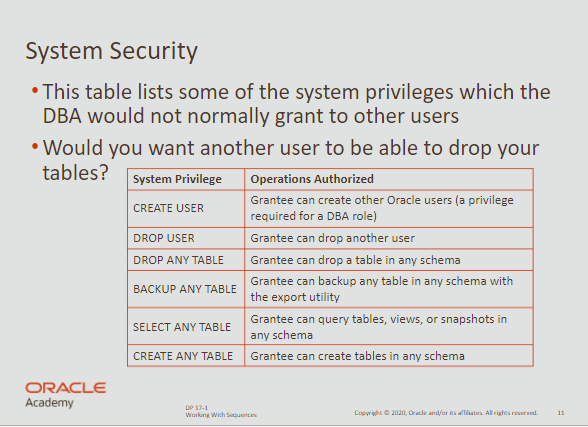 System Security
•This table lists some of the system privileges which the
DBA would not normally grant to other users
•Would you want another user to be able to drop your
tables?
System Privilege Operations Authorized
CREATE USER Grantee can create other Oracle users (a privilege
required for a DBA role)
DROP USER Grantee can drop another user
DROP ANY TABLE Grantee can drop a table in any schema
BACKUP ANY TABLE Grantee can backup any table in any schema with
the export utility
SELECT ANY TABLE Grantee can query tables, views, or snapshots in
any schema
CREATE ANY TABLE Grantee can create tables in any schema
ORACLE
Academy
DP 17-1
Working With Sequences
Copyright © 2020, Oracle and/or its affiliates. All rights reserved.
11